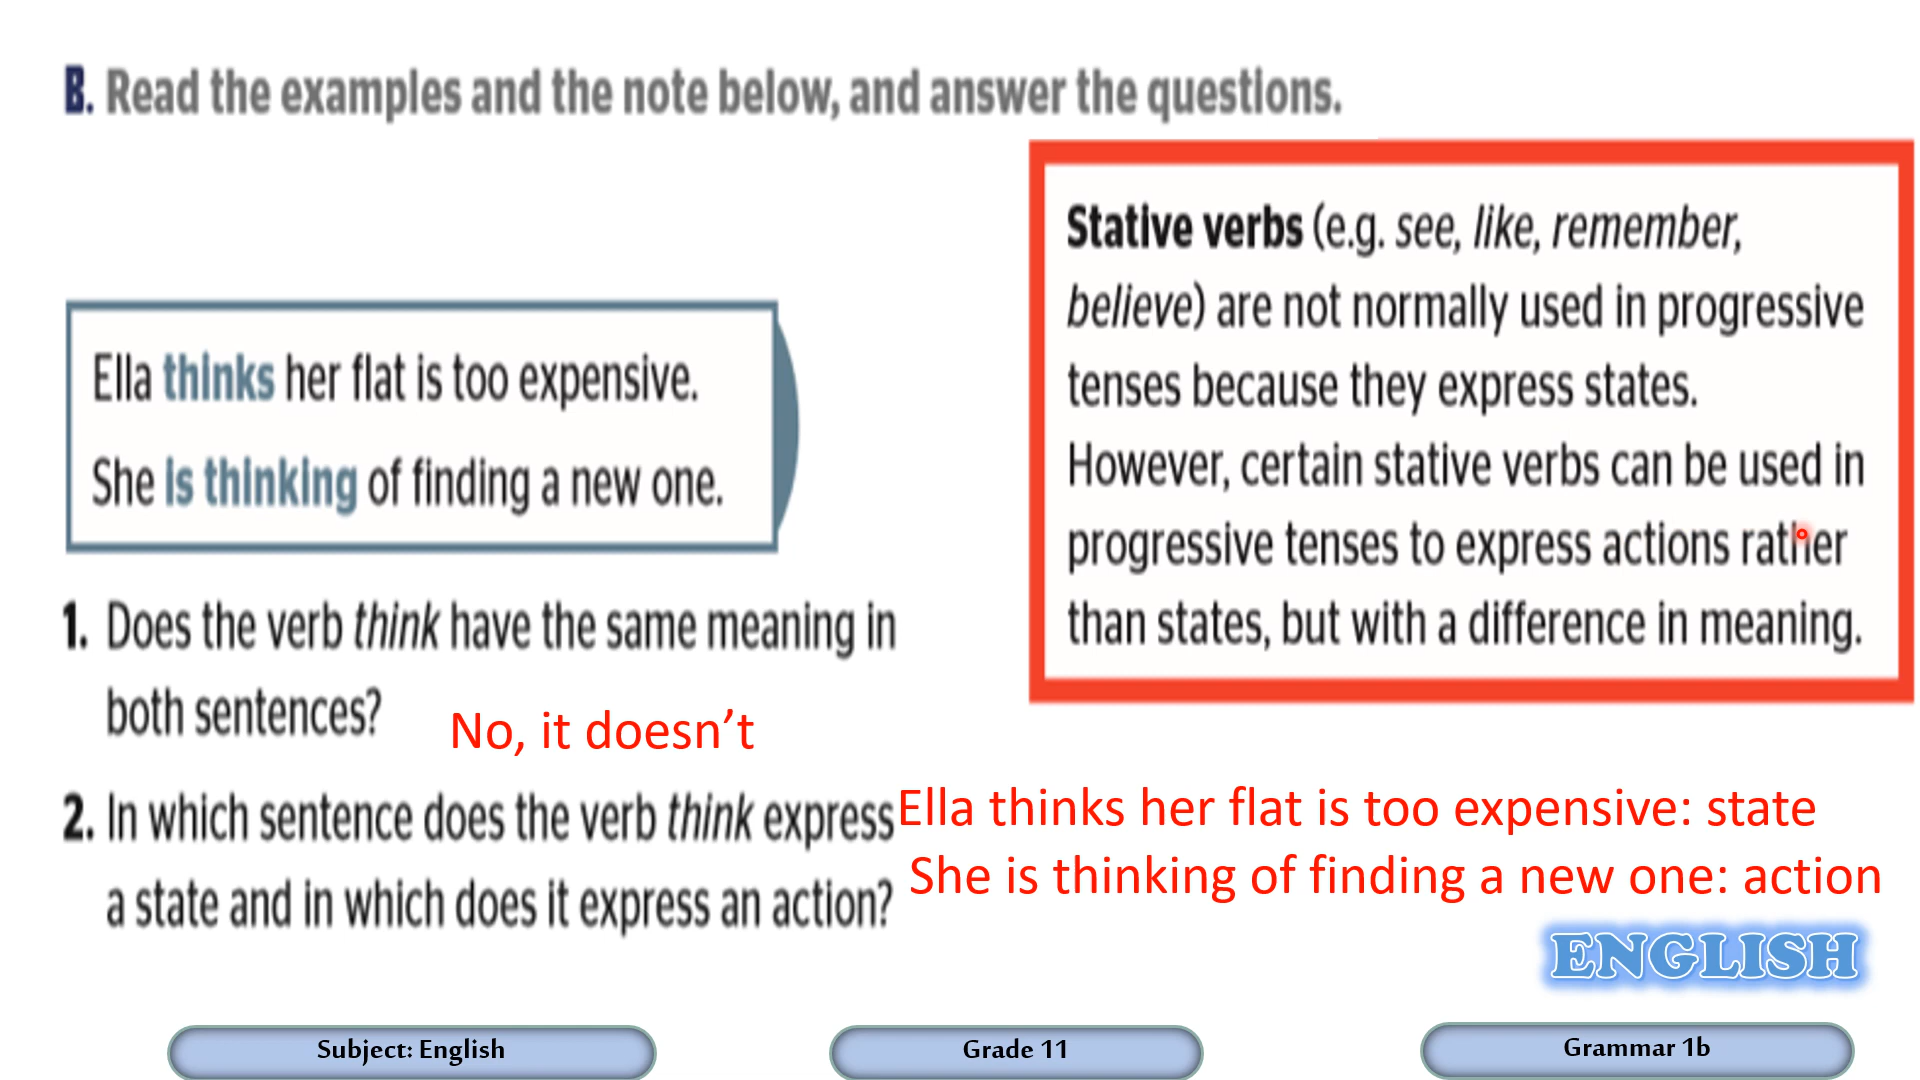 B. Read the examples and the note below, and answer the questions.
Ella thinks her flat is too expensive.
She is thinking of finding a new one.
Stative verbs (e.g. see, like, remember,
believe) are not normally used in progressive
tenses because they express states.
However, certain stative verbs can be used in
progressive tenses to express actions rather
than states, but with a difference in meaning.
1. Does the verb think have the same meaning in
both sentences?
No, it doesn't
2. In which sentence does the verb think express
a state and in which does it express an action?
Ella thinks her flat is too expensive: state
She is thinking of finding a new one: action
ENGLISH
Subject: English
Grade 11
Grammar 1b